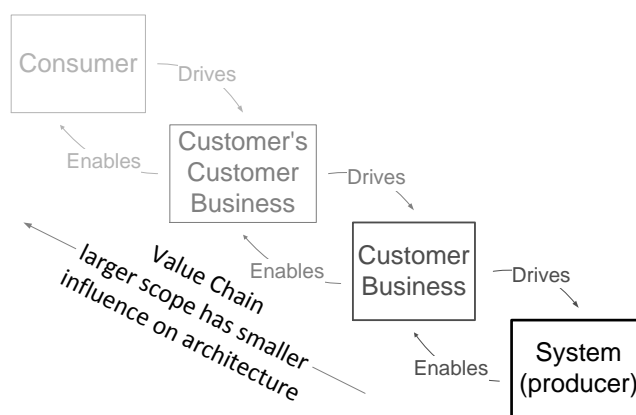 Consumer
Drives
Enables
Customer's
Customer
Business
Drives
Enables
Customer
Business
Drives
Enables
System
(producer)
Value Chain
larger scope has smaller
influence on architecture